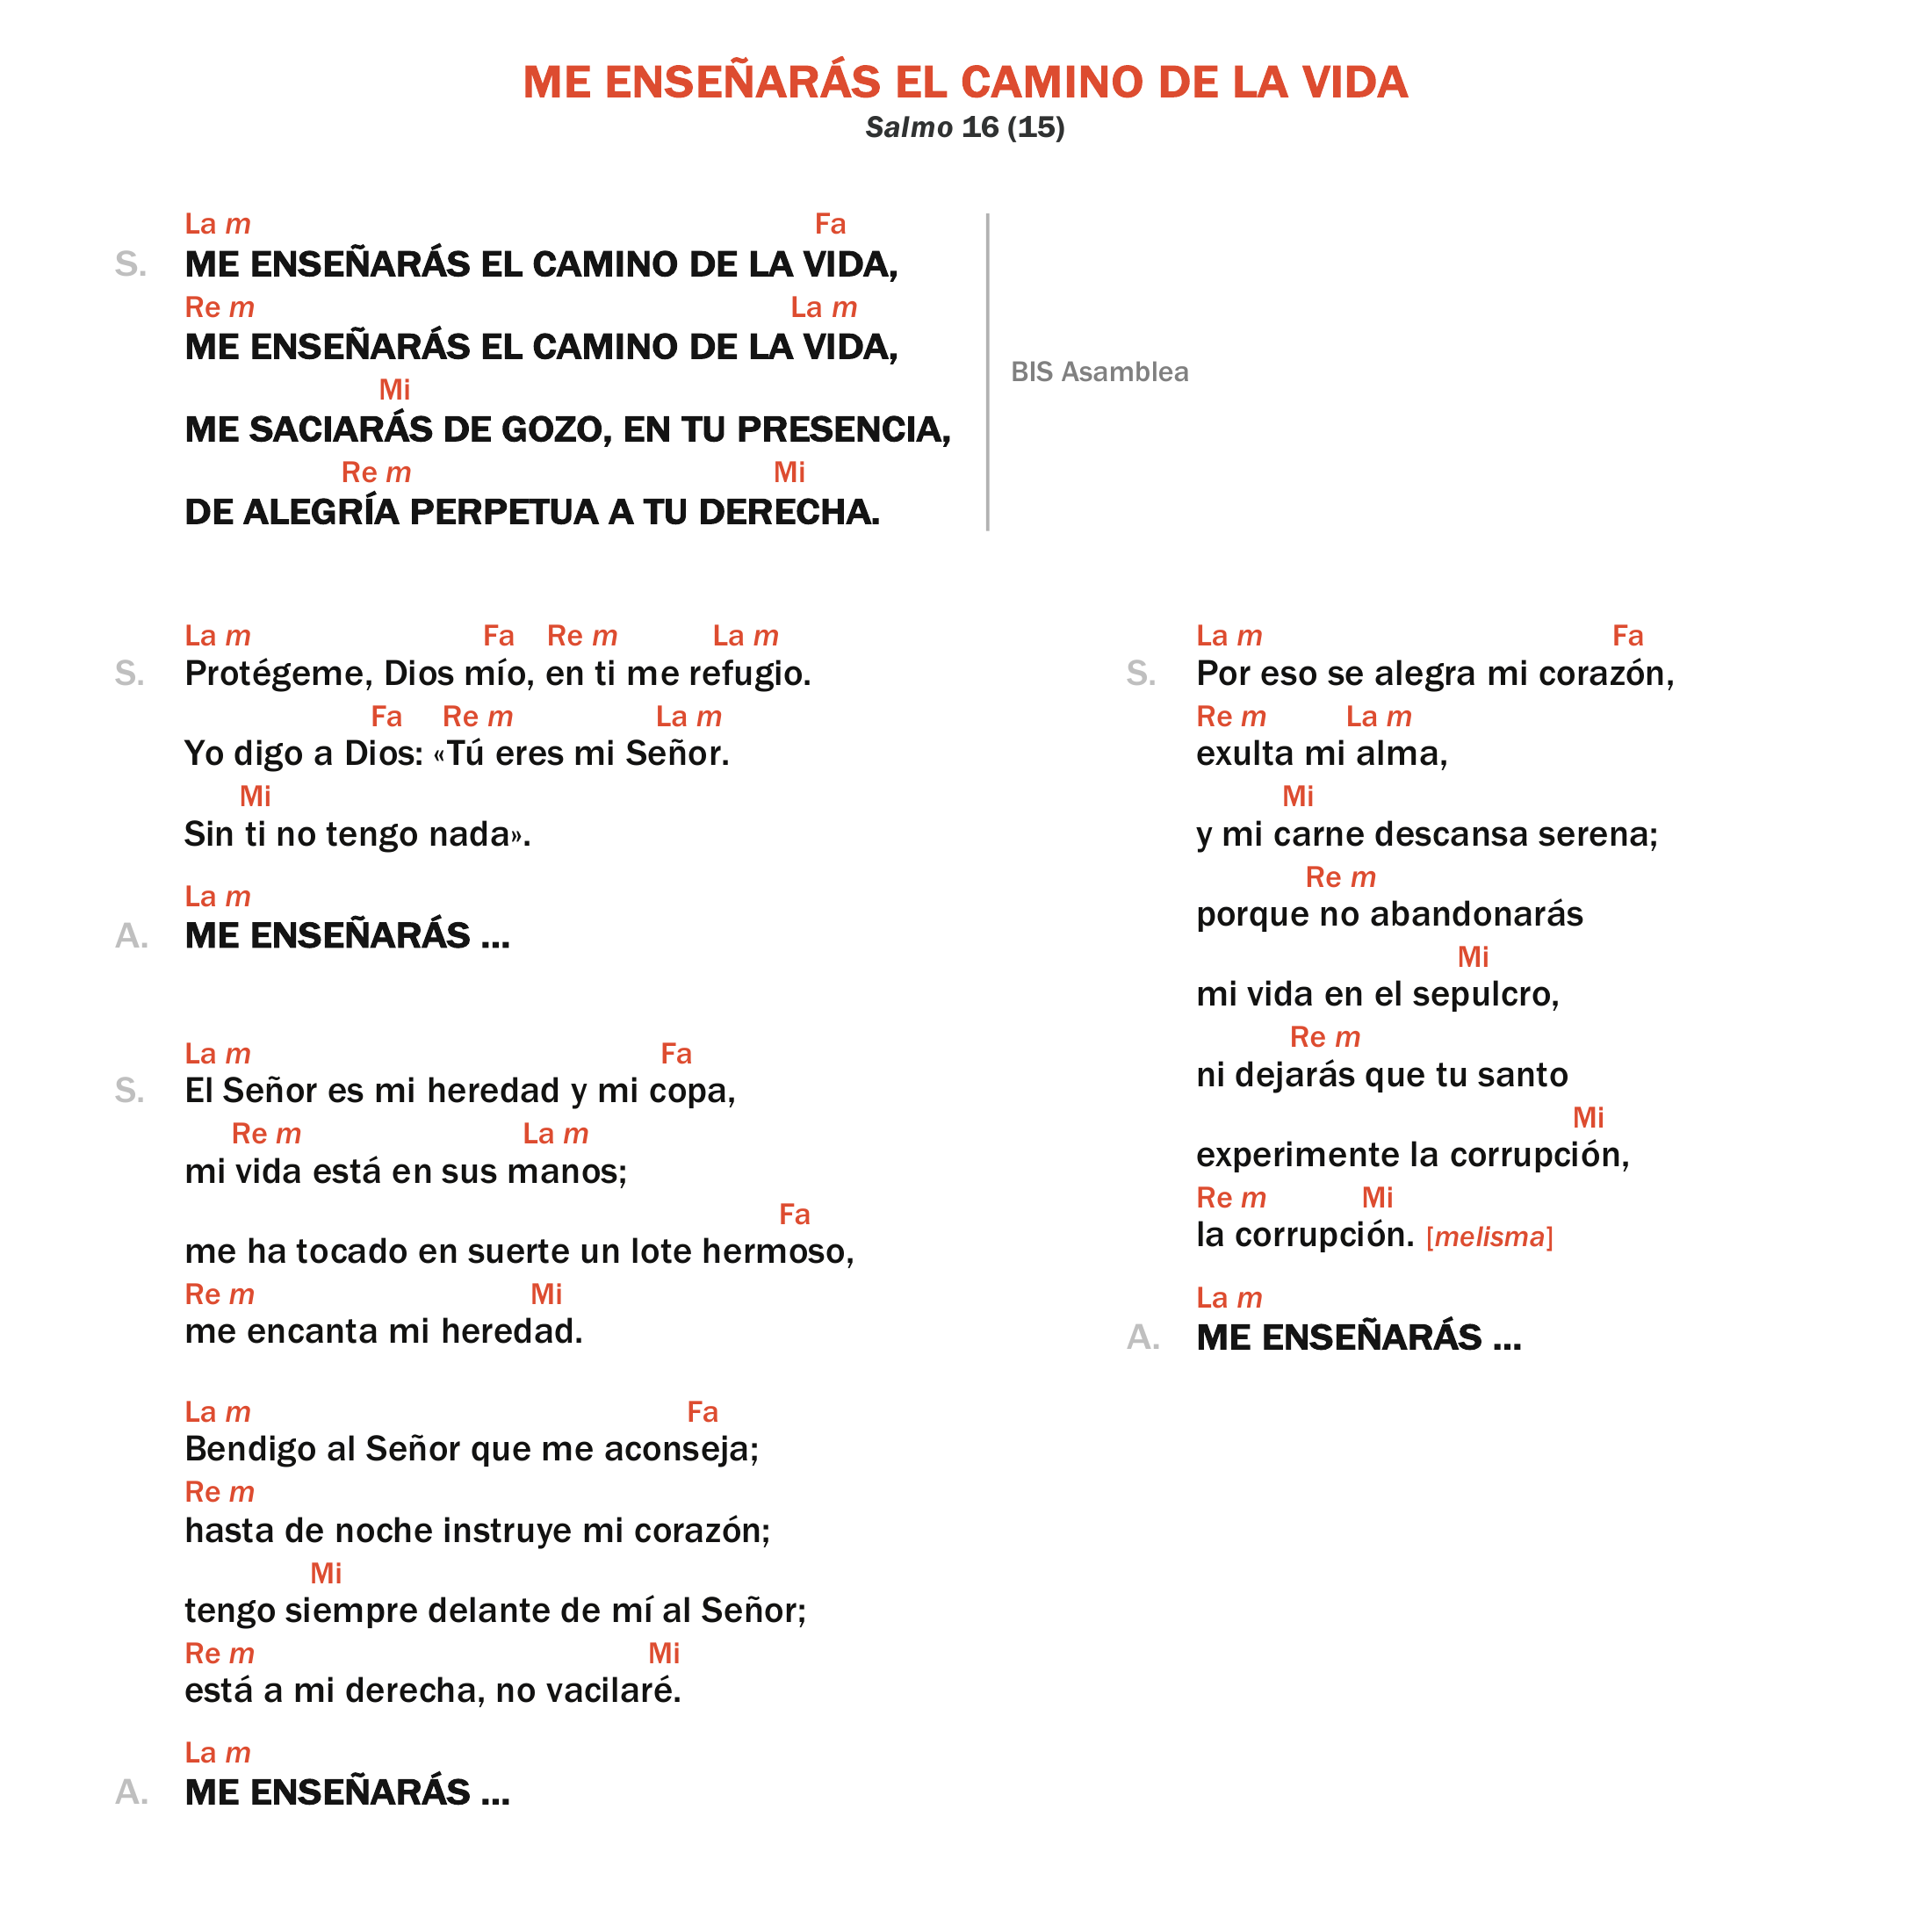 ME ENSEÑARÁS EL CAMINO DE LA VIDA
Salmo 16 (15)
La m Fa
S. ME ENSEÑARÁS EL CAMINO DE LA VIDA,
Re m La m
ME ENSEÑARÁS EL CAMINO DE LA VIDA,
Mi
ME SACIARÁS DE GOZO, EN TU PRESENCIA,
Re m Mi
DE ALEGRÍA PERPETUA A TU DERECHA.
BIS Asamblea
La m Fa Re m La m
S. Protégeme, Dios mío, en ti me refugio.
Fa Re m La m
Yo digo a Dios: «Tú eres mi Señor.
Mi
Sin ti no tengo nada».
La m
A. ME ENSEÑARÁS ...
La m Fa
S. El Señor es mi heredad y mi copa,
Re m La m
mi vida está en sus manos;
Fa
me ha tocado en suerte un lote hermoso,
Re m Mi
me encanta mi heredad.
La m Fa
Bendigo al Señor que me aconseja;
Re m
hasta de noche instruye mi corazón;
Mi
tengo siempre delante de mí al Señor;
Re m Mi
está a mi derecha, no vacilaré.
La m
A. ME ENSEÑARÁS ...
La m Fa
S. Por eso se alegra mi corazón,
Re m La m
exulta mi alma,
Mi
y mi carne descansa serena;
Re m
porque no abandonarás
Mi
mi vida en el sepulcro,
Re m
ni dejarás que tu santo
Mi
experimente la corrupción,
Re m Mi
la corrupción. [melisma]
La m
A. ME ENSEÑARÁS ...